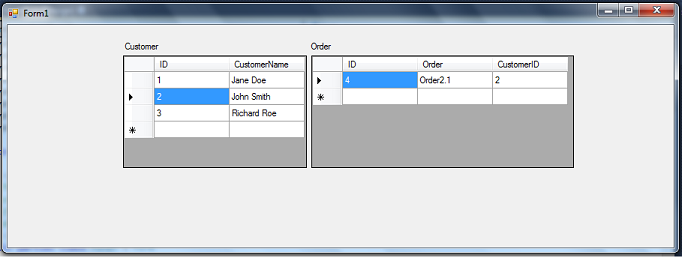 Form1
Customer Order
ID CustomerName ID Order CustomerID
1 Jane Doe 4 Order2.1 2
2 John Smith
3 Richard Roe